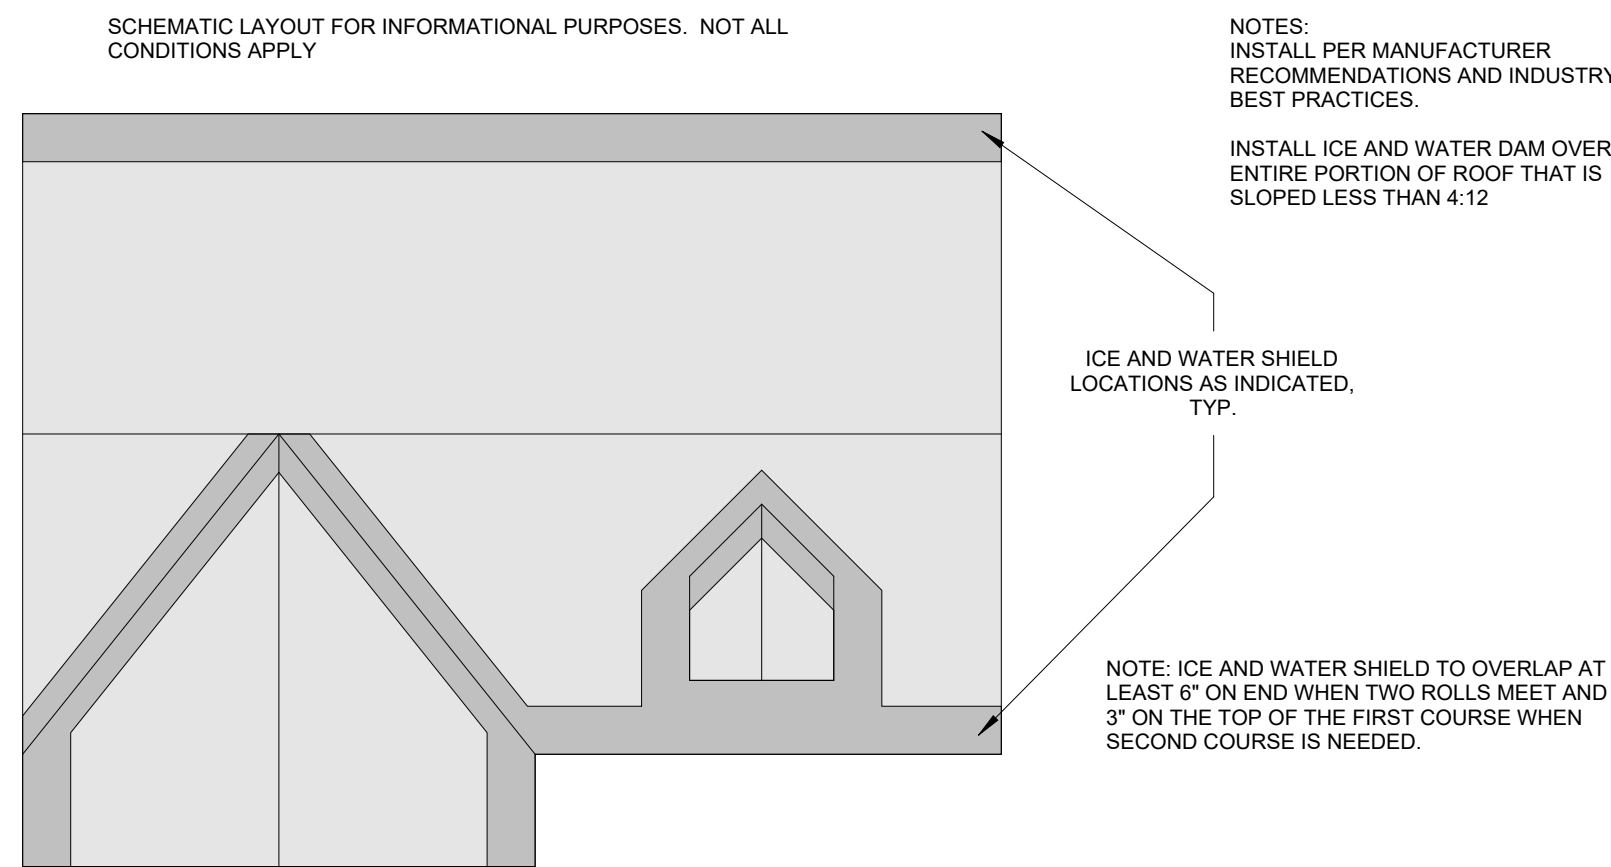 SCHEMATIC LAYOUT FOR INFORMATIONAL PURPOSES.  NOT ALL
CONDITIONS APPLY
NOTES:
INSTALL PER MANUFACTURER
RECOMMENDATIONS AND INDUSTRY
BEST PRACTICES.
INSTALL ICE AND WATER DAM OVER
ENTIRE PORTION OF ROOF THAT IS
SLOPED LESS THAN 4:12
ICE AND WATER SHIELD
LOCATIONS AS INDICATED,
TYP.
NOTE: ICE AND WATER SHIELD TO OVERLAP AT
LEAST 6" ON END WHEN TWO ROLLS MEET AND
3" ON THE TOP OF THE FIRST COURSE WHEN
SECOND COURSE IS NEEDED.